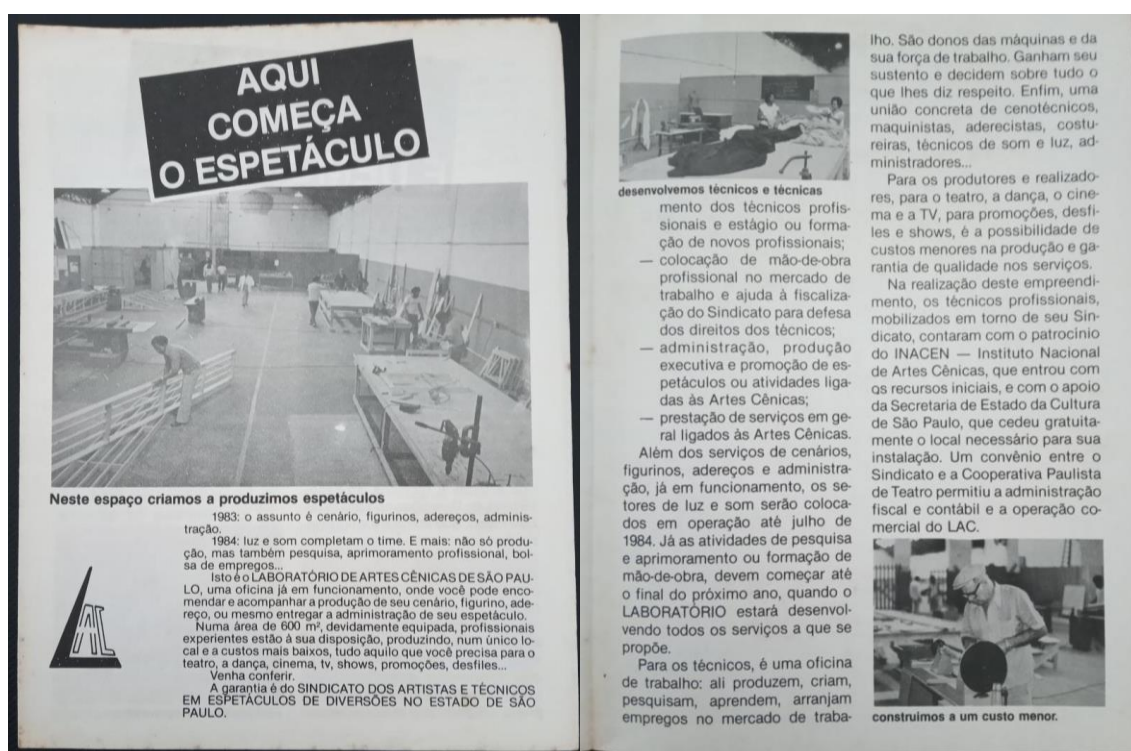 AQUI
COMEÇA
O ESPETÁCULO
Neste espaço criamos a produzimos espetáculos
1983: o assunto é cenário, figurinos, adereços, adminis-
tração.
1984: luz e som completam o time. E mais: não só produ-
ção, mas também pesquisa, aprimoramento profissional, bol-
sa de empregos...
Isto é o LABORATÓRIO DE ARTES CÊNICAS DE SÃO PAU-
LO, uma oficina já em funcionamento, onde você pode enco-
mendar e acompanhar a produção de seu cenário, figurino, ade-
reço, ou mesmo entregar a administração de seu espetáculo.
Numa área de 600 m², devidamente equipada, profissionais
experientes estão à sua disposição, produzindo, num único lo-
cal e a custos mais baixos, tudo aquilo que você precisa para o
teatro, a dança, cinema, tv, shows, promoções, desfiles...
Venha conferir.
A garantia é do SINDICATO DOS ARTISTAS E TÉCNICOS
EM ESPETÁCULOS DE DIVERSÕES NO ESTADO DE SÃO
PAULO.
LAC
desenvolvemos técnicos e técnicas
mento dos técnicos profis-
sionais e estágio ou forma-
ção de novos profissionais;
— colocação de mão-de-obra
profissional no mercado de
trabalho e ajuda à fiscaliza-
ção do Sindicato para defesa
dos direitos dos técnicos;
— administração, produção
executiva e promoção de es-
petáculos ou atividades liga-
das às Artes Cênicas;
— prestação de serviços em ge-
ral ligados às Artes Cênicas.
Além dos serviços de cenários,
figurinos, adereços e administra-
ção, já em funcionamento, os se-
tores de luz e som serão coloca-
dos em operação até julho de
1984. Já as atividades de pesquisa
e aprimoramento ou formação de
mão-de-obra, devem começar até
o final do próximo ano, quando o
LABORATÓRIO estará desenvol-
vendo todos os serviços a que se
propõe.
Para os técnicos, é uma oficina
de trabalho: ali produzem, criam,
pesquisam, aprendem, arranjam
empregos no mercado de traba-
lho. São donos das máquinas e da
sua força de trabalho. Ganham seu
sustento e decidem sobre tudo o
que lhes diz respeito. Enfim, uma
união concreta de cenotécnicos,
maquinistas, aderecistas, costu-
reiras, técnicos de som e luz, ad-
ministradores...
Para os produtores e realizado-
res, para o teatro, a dança, o cine-
ma e a TV, para promoções, desfi-
les e shows, é a possibilidade de
custos menores na produção e ga-
rantia de qualidade nos serviços.
Na realização deste empreendi-
mento, os técnicos profissionais,
mobilizados em torno de seu Sin-
dicato, contaram com o patrocínio
do INACEN — Instituto Nacional
de Artes Cênicas, que entrou com
os recursos iniciais, e com o apoio
da Secretaria de Estado da Cultura
de São Paulo, que cedeu gratuita-
mente o local necessário para sua
instalação. Um convênio entre o
Sindicato e a Cooperativa Paulista
de Teatro permitiu a administração
fiscal e contábil e a operação co-
mercial do LAC.
construimos a um custo menor.